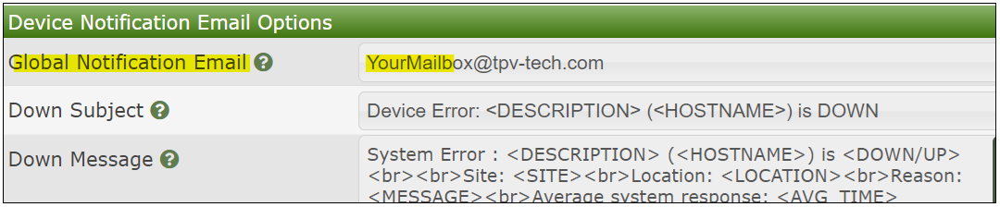 Device Notification Email Options
Global Notification Email
YourMailbox@tpv-tech.com
Down Subject
Device Error: <DESCRIPTION> (<HOSTNAME>) is DOWN
Down Message
System Error : <DESCRIPTION> (<HOSTNAME>) is <DOWN/UP>
<br><br>Site: <SITE><br>Location: <LOCATION><br>Reason:
<MESSAGE><br>Average system response: <AVG_TIME>